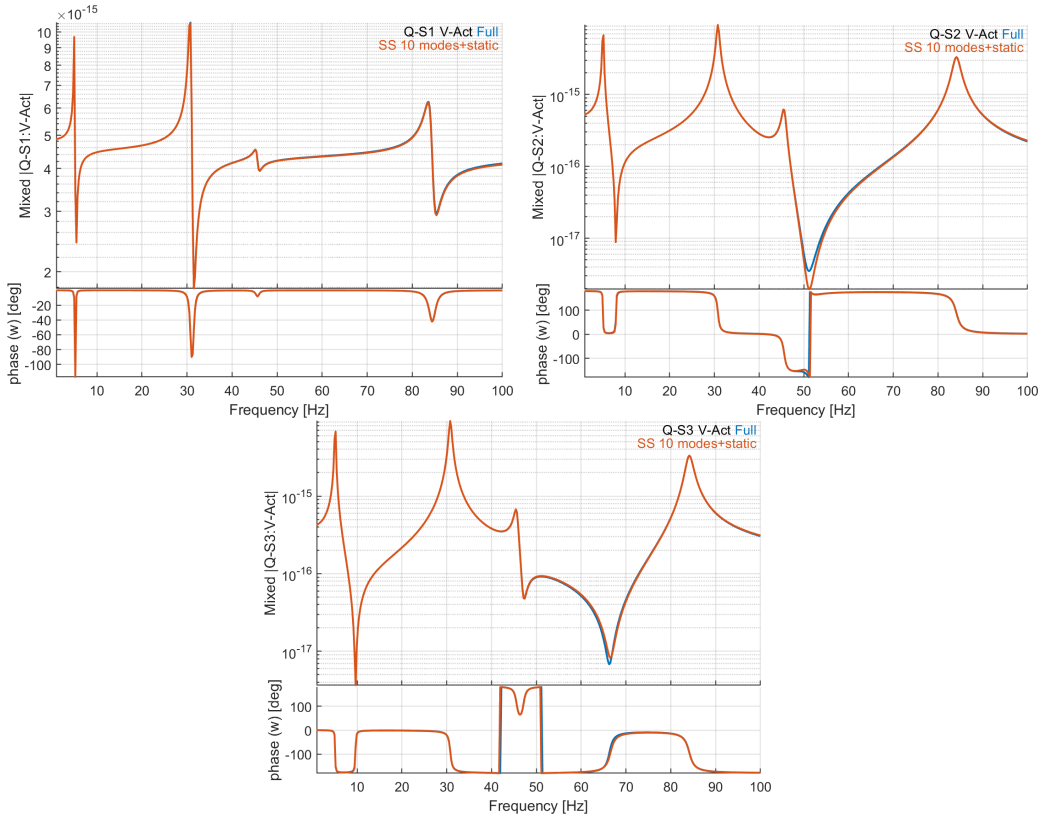 ×10-15
Q-S1 V-Act Full
SS 10 modes+static
Mixed |Q-S1:V-Act|
10
9
8
7
6
5
4
3
2
phase (w) [deg]
-20
-40
-60
-80
-100
10 20 30 40 50 60 70 80 90 100
Frequency [Hz]
Q-S2 V-Act Full
SS 10 modes+static
Mixed |Q-S2:V-Act|
10-15
10-16
10-17
phase (w) [deg]
100
0
-100
10 20 30 40 50 60 70 80 90 100
Frequency [Hz]
Q-S3 V-Act Full
SS 10 modes+static
Mixed |Q-S3:V-Act|
10-15
10-16
10-17
phase (w) [deg]
100
0
-100
10 20 30 40 50 60 70 80 90 100
Frequency [Hz]